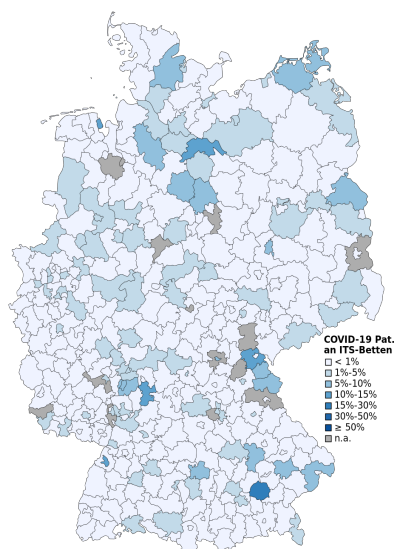 COVID-19 Pat.
an ITS-Betten
< 1%
1%-5%
5%-10%
10%-15%
15%-30%
30%-50%
≥ 50%
n.a.